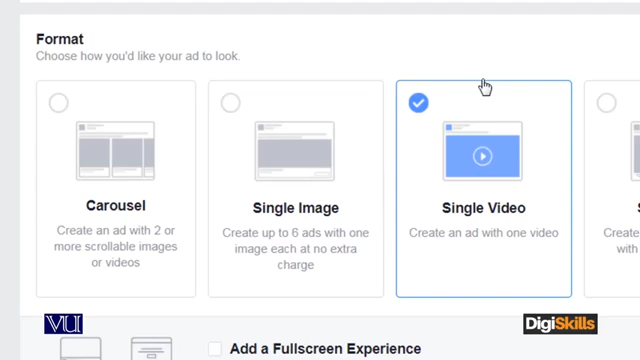 Format
Choose how you'd like your ad to look.
Carousel
Create an ad with 2 or
more scrollable images
or videos
Single Image
Create up to 6 ads with one
image each at no extra
charge
Single Video
Create an ad with one video
S
Create
with
VU
DigiSkills
Add a Fullscreen Experience